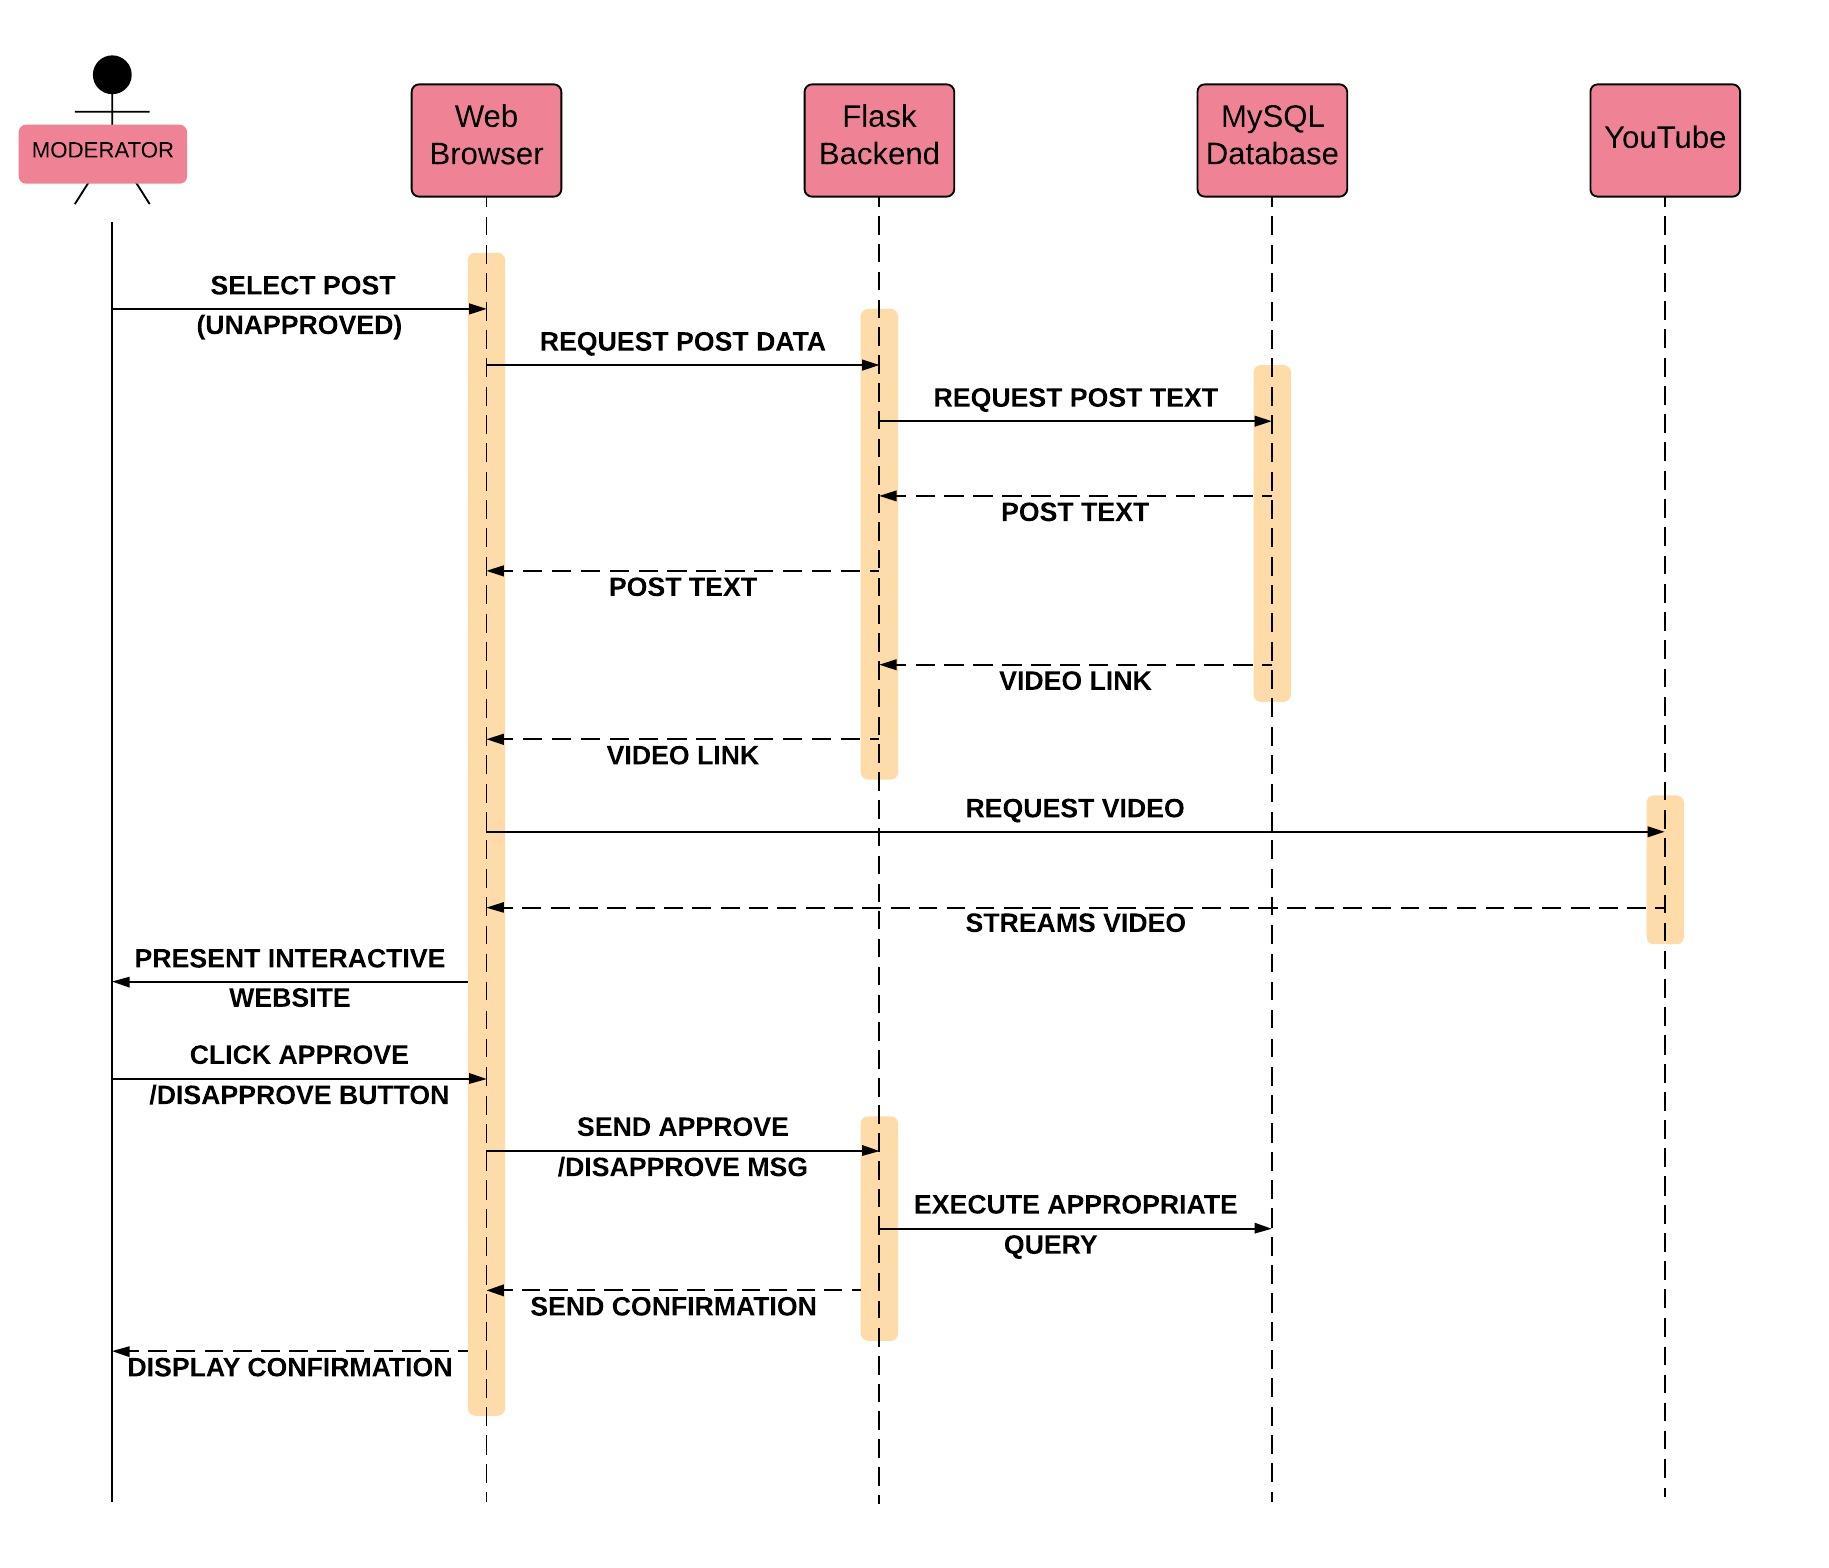 MODERATOR
Web
Browser
Flask
Backend
MySQL
Database
YouTube
SELECT POST
(UNAPPROVED)
REQUEST POST DATA
REQUEST POST TEXT
POST TEXT
POST TEXT
VIDEO LINK
VIDEO LINK
REQUEST VIDEO
STREAMS VIDEO
PRESENT INTERACTIVE
WEBSITE
CLICK APPROVE
/DISAPPROVE BUTTON
SEND APPROVE
/DISAPPROVE MSG
EXECUTE APPROPRIATE
QUERY
SEND CONFIRMATION
DISPLAY CONFIRMATION